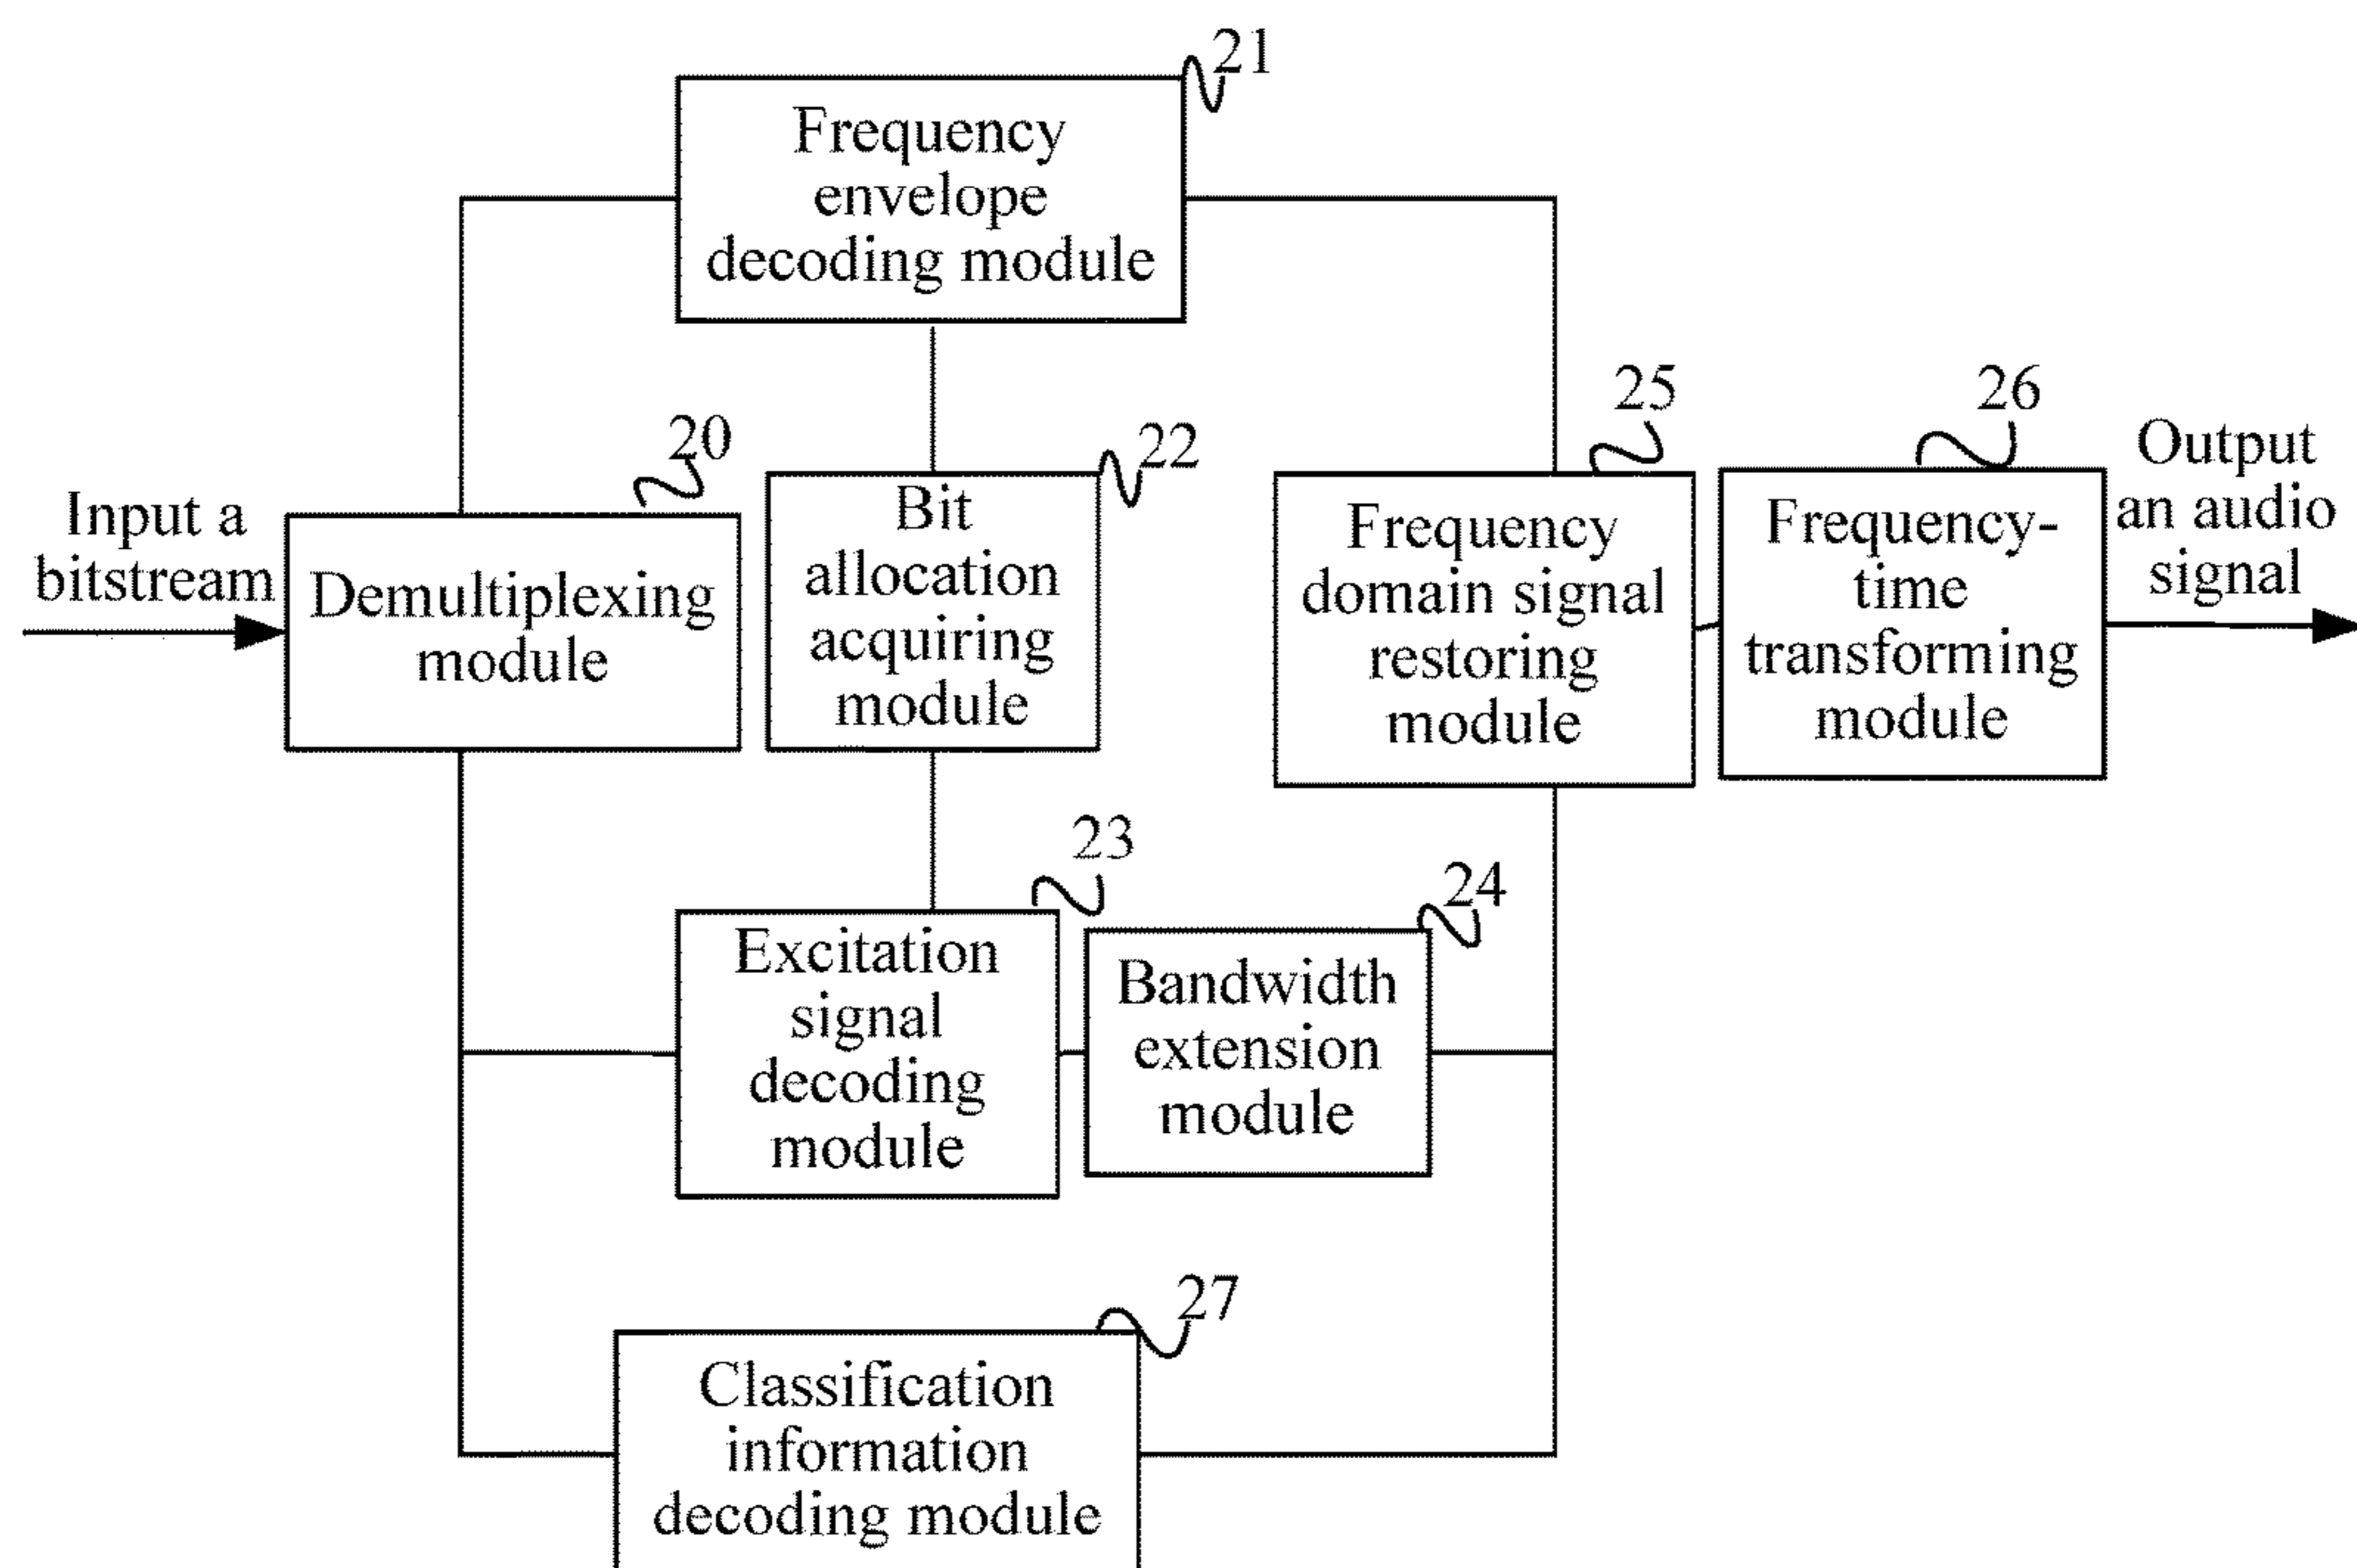 21
Frequency
envelope
decoding module
20
22
25
26
Input a
bitstream
Demultiplexing
module
Bit
allocation
acquiring
module
Frequency
domain signal
restoring
module
Frequency-
time
transforming
module
Output
an audio
signal
23
24
Excitation
signal
decoding
module
Bandwidth
extension
module
27
Classification
information
decoding module